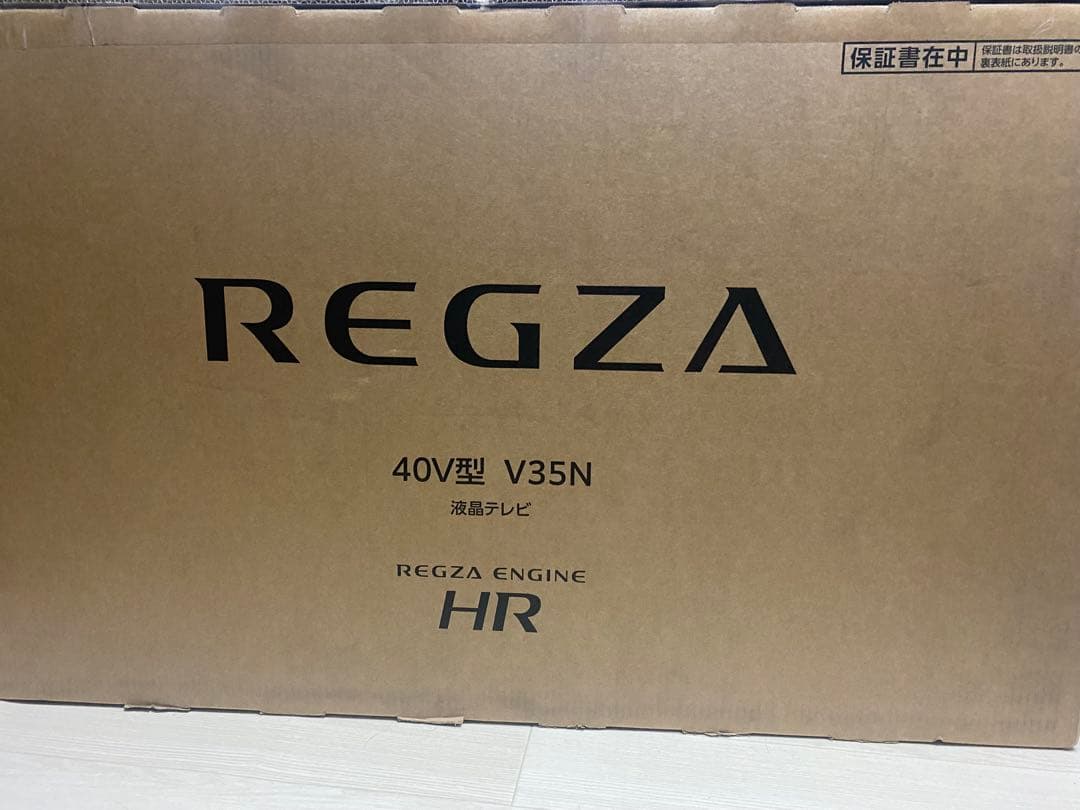 保証書在中
保証書は取扱説明書の
裏表紙にあります。
REGZA
40V型 V35N
液晶テレビ
REGZA ENGINE
HR